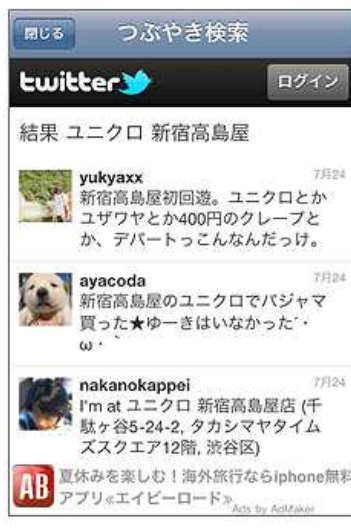 閉じる つぶやき検索
twitter ログイン
結果 ユニクロ 新宿高島屋
yukyaxx 7月24
新宿高島屋初回遊。ユニクロとか
ユザワヤとか400円のクレープと
か、デパートっこんなんだっけ。
ayacoda 7月24
新宿高島屋のユニクロでパジャマ
買った★ゆーきはいなかった´・
ω・｀
nakanokappei 7月24
I'm at ユニクロ 新宿高島屋店 (千
駄ヶ谷5-24-2, タカシマヤタイム
ズスクエア12階, 渋谷区)
AB 夏休みを楽しむ！海外旅行ならiphone無料
アプリ≪エイビーロード≫
Ads by AdMaker